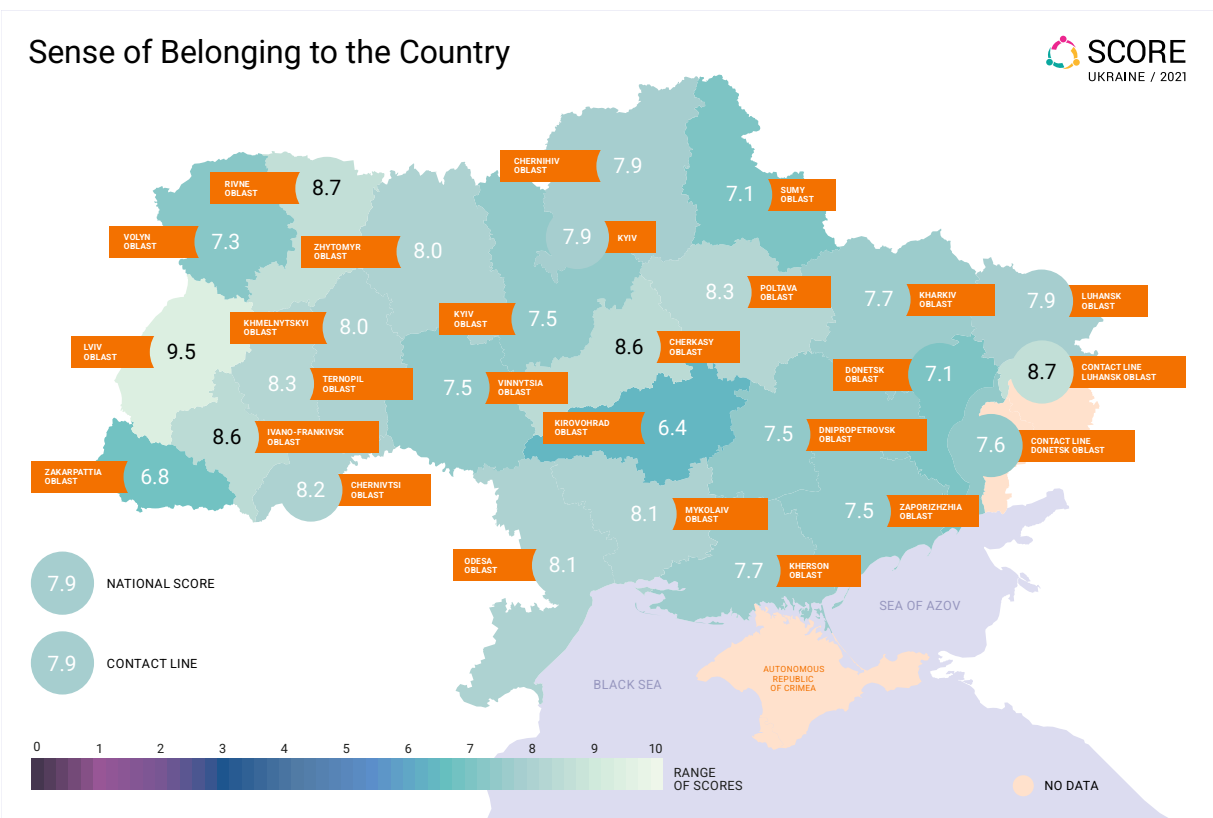 Sense of Belonging to the Country
SCORE
UKRAINE / 2021
CHERNIHIV
OBLAST
7.9
RIVNE
OBLAST
8.7
7.1
SUMY
OBLAST
VOLYN
OBLAST
7.3
ZHYTOMYR
OBLAST
8.0
7.9
KYIV
8.3
POLTAVA
OBLAST
7.7
KHARKIV
OBLAST
7.9
LUHANSK
OBLAST
KHMELNYTSKYI
OBLAST
8.0
KYIV
OBLAST
7.5
LVIV
OBLAST
9.5
8.6
CHERKASY
OBLAST
DONETSK
OBLAST
7.1
8.7
CONTACT LINE
LUHANSK OBLAST
8.3
TERNOPIL
OBLAST
7.5
VINNYTSIA
OBLAST
KIROVOHRAD
OBLAST
6.4
7.5
DNIPROPETROVSK
OBLAST
7.6
CONTACT LINE
DONETSK OBLAST
8.6
IVANO-FRANKIVSK
OBLAST
ZAKARPATTIA
OBLAST
6.8
8.2
CHERNIVTSI
OBLAST
8.1
MYKOLAIV
OBLAST
7.5
ZAPORIZHZHIA
OBLAST
ODESA
OBLAST
8.1
7.7
KHERSON
OBLAST
7.9
NATIONAL SCORE
SEA OF AZOV
7.9
CONTACT LINE
BLACK SEA
AUTONOMOUS
REPUBLIC
OF CRIMEA
0 1 2 3 4 5 6 7 8 9 10
RANGE
OF SCORES
NO DATA